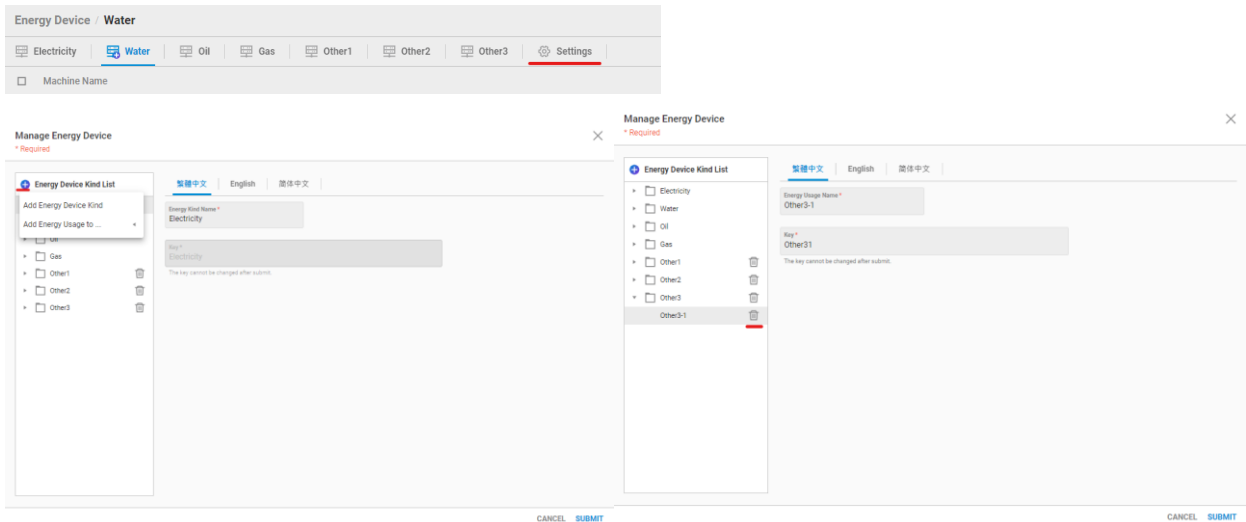 Energy Device / Water
Electricity
Water
Oil
Gas
Other1
Other2
Other3
Settings
Machine Name
Manage Energy Device
* Required
Energy Device Kind List
Add Energy Device Kind
Add Energy Usage to ...
Oil
Gas
Other1
Other2
Other3
繁體中文
English
简体中文
Energy Kind Name *
Electricity
Key *
Electricity
The key cannot be changed after submit.
CANCEL
SUBMIT
Manage Energy Device
* Required
Energy Device Kind List
Electricity
Water
Oil
Gas
Other1
Other2
Other3
Other3-1
繁體中文
English
简体中文
Energy Usage Name *
Other3-1
Key *
Other31
The key cannot be changed after submit.
CANCEL
SUBMIT